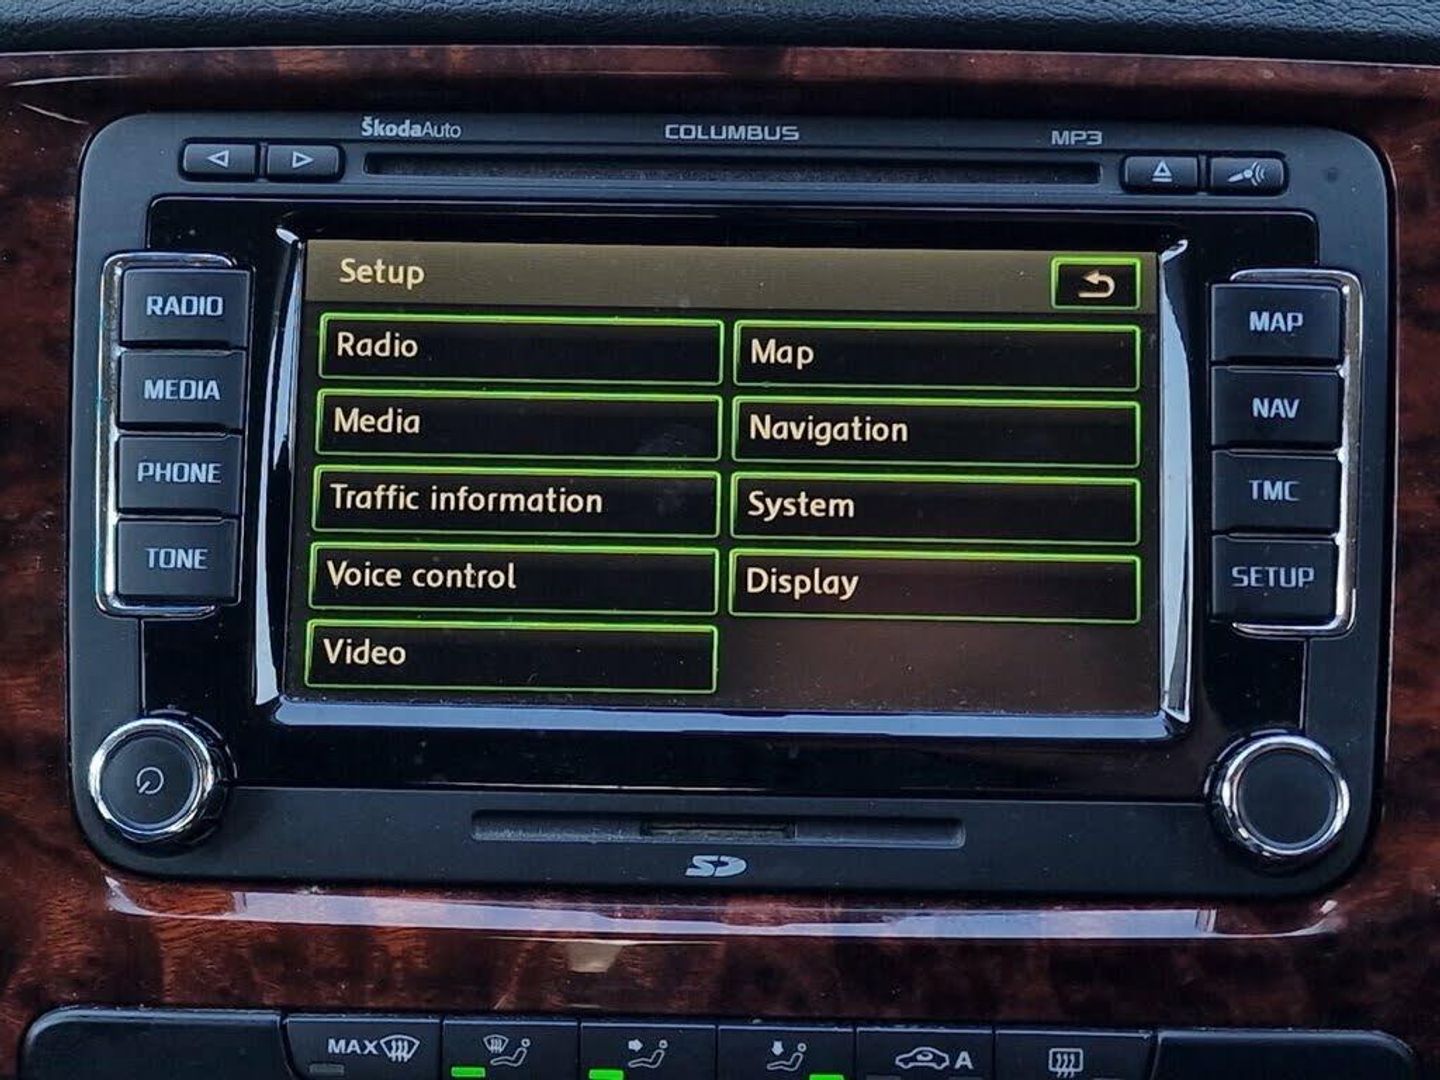 ŠkodaAuto COLUMBUS MP3
Setup
RADIO
MEDIA
PHONE
TONE
Radio
Media
Traffic information
Voice control
Video
Map
Navigation
System
Display
MAP
NAV
TMC
SETUP
SD
MAX
A